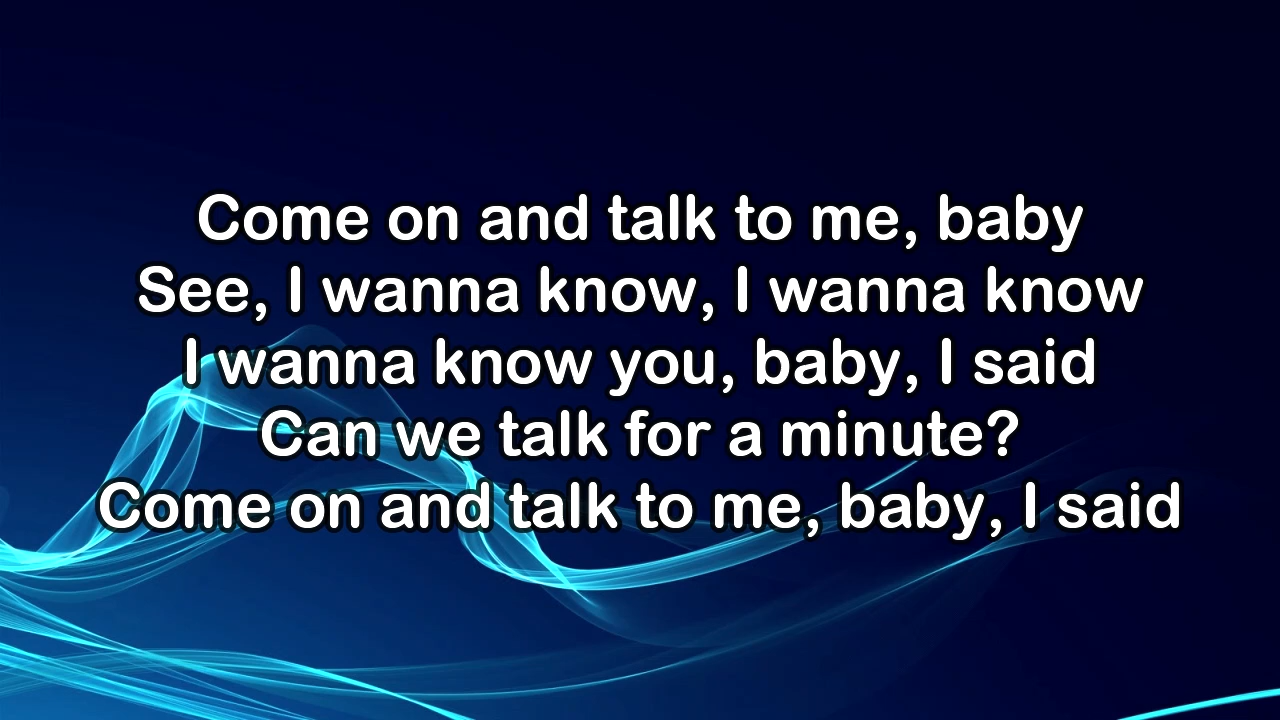 Come on and talk to me, baby
See, I wanna know, I wanna know
I wanna know you, baby, I said
Can we talk for a minute?
Come on and talk to me, baby, I said